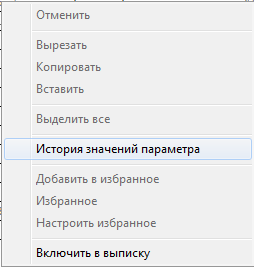 Отменить
Вырезать
Копировать
Вставить
Выделить все
История значений параметра
Добавить в избранное
Избранное
Настроить избранное
Включить в выписку